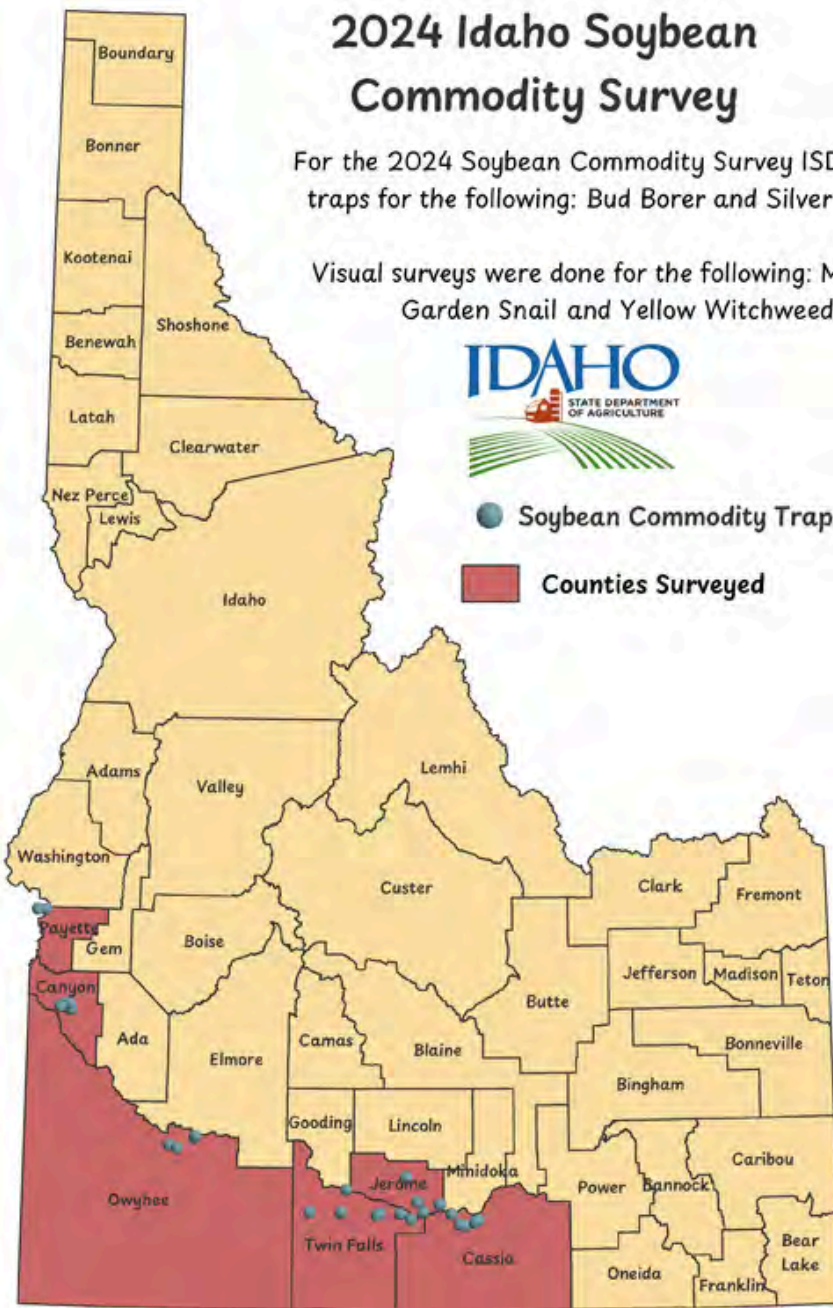 2024 Idaho Soybean
Commodity Survey
For the 2024 Soybean Commodity Survey ISD
traps for the following: Bud Borer and Silver
Visual surveys were done for the following: M
Garden Snail and Yellow Witchweed
IDAHO
STATE DEPARTMENT
OF AGRICULTURE
Soybean Commodity Trap
Counties Surveyed
Boundary
Bonner
Kootenai
Shoshone
Benewah
Latah
Clearwater
Nez Perce
Lewis
Idaho
Lemhi
Adams
Valley
Washington
Custer
Clark
Fremont
Payette
Gem
Boise
Jefferson
Madison
Teton
Canyon
Butte
Ada
Camas
Blaine
Elmore
Bonneville
Bingham
Gooding
Lincoln
Minidoka
Caribou
Jerome
Power
Bannock
Owyhee
Twin Falls
Cassia
Bear
Lake
Oneida
Franklin